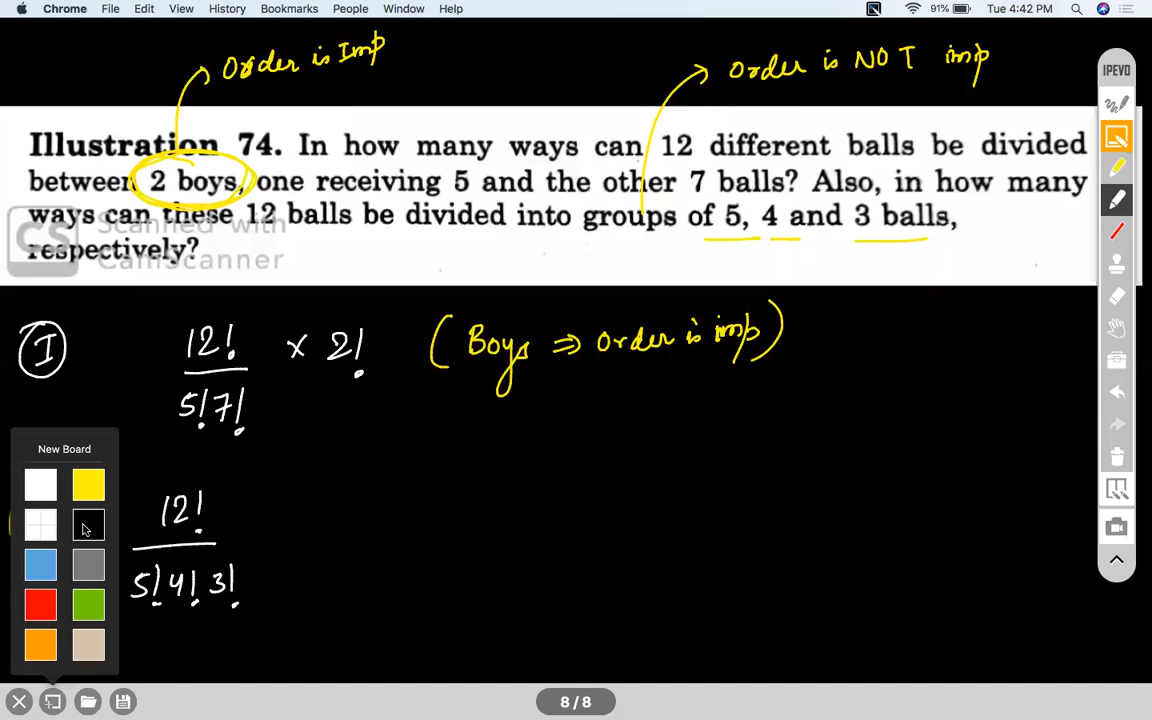 Chrome File Edit View History Bookmarks People Window Help 91% Tue 4:42 PM
Order is Imp
Order is NOT imp
IPEVO
Illustration 74. In how many ways can 12 different balls be divided
between 2 boys, one receiving 5 and the other 7 balls? Also, in how many
ways can these 12 balls be divided into groups of 5, 4 and 3 balls,
respectively?
CS Scanned with
CamScanner
I 12! × 2! (Boys ⇒ Order is imp)
5! 7!
New Board
12!
5! 4! 3!
8 / 8